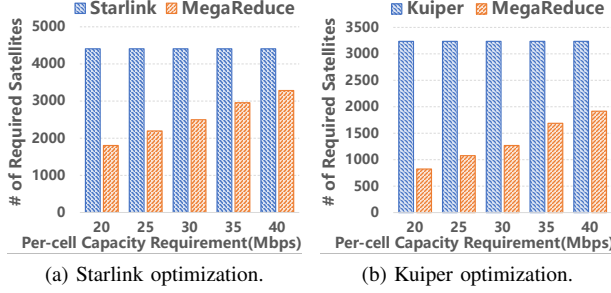 Starlink MegaReduce
5000
4000
3000
2000
1000
0
# of Required Satellites
20 25 30 35 40
Per-cell Capacity Requirement(Mbps)
(a) Starlink optimization.
Kuiper MegaReduce
3500
3000
2500
2000
1500
1000
500
0
# of Required Satellites
20 25 30 35 40
Per-cell Capacity Requirement(Mbps)
(b) Kuiper optimization.